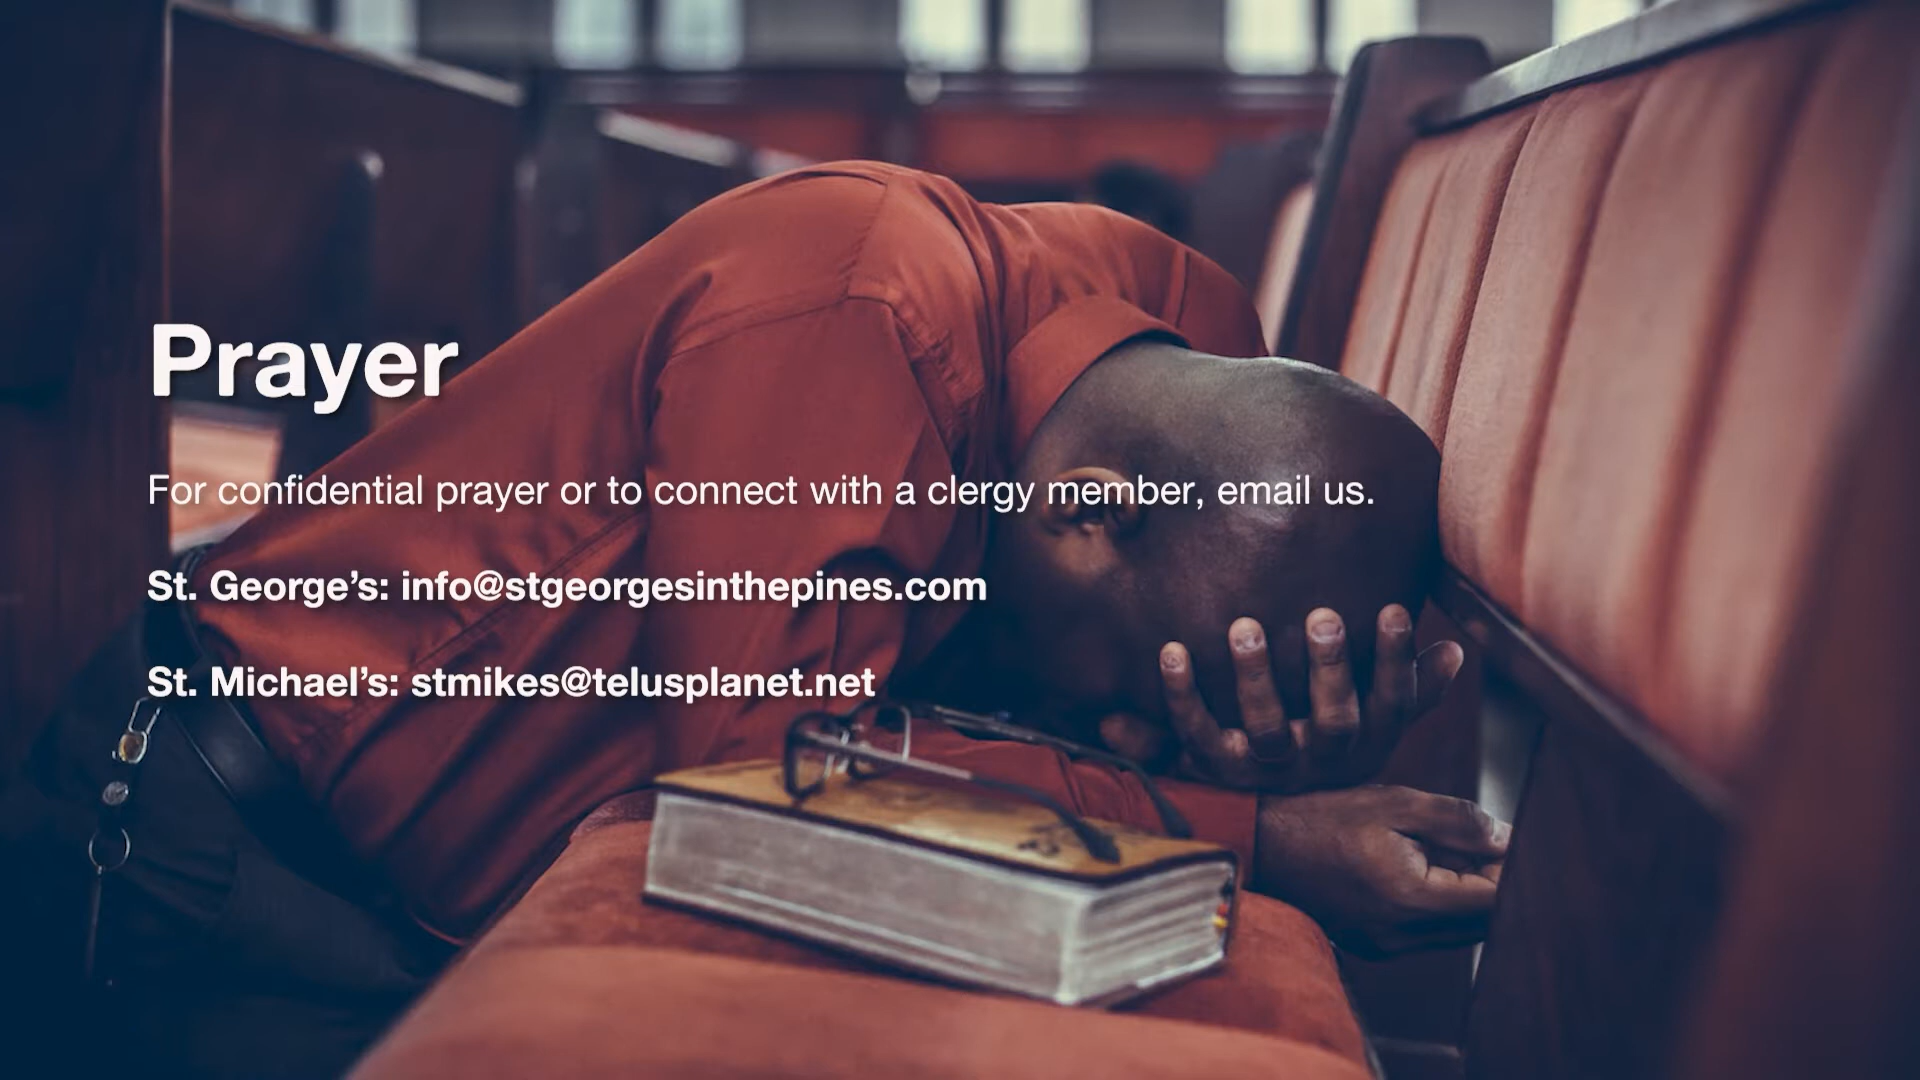 Prayer
For confidential prayer or to connect with a clergy member, email us.
St. George’s: info@stgeorgesinthepines.com
St. Michael’s: stmikes@telusplanet.net